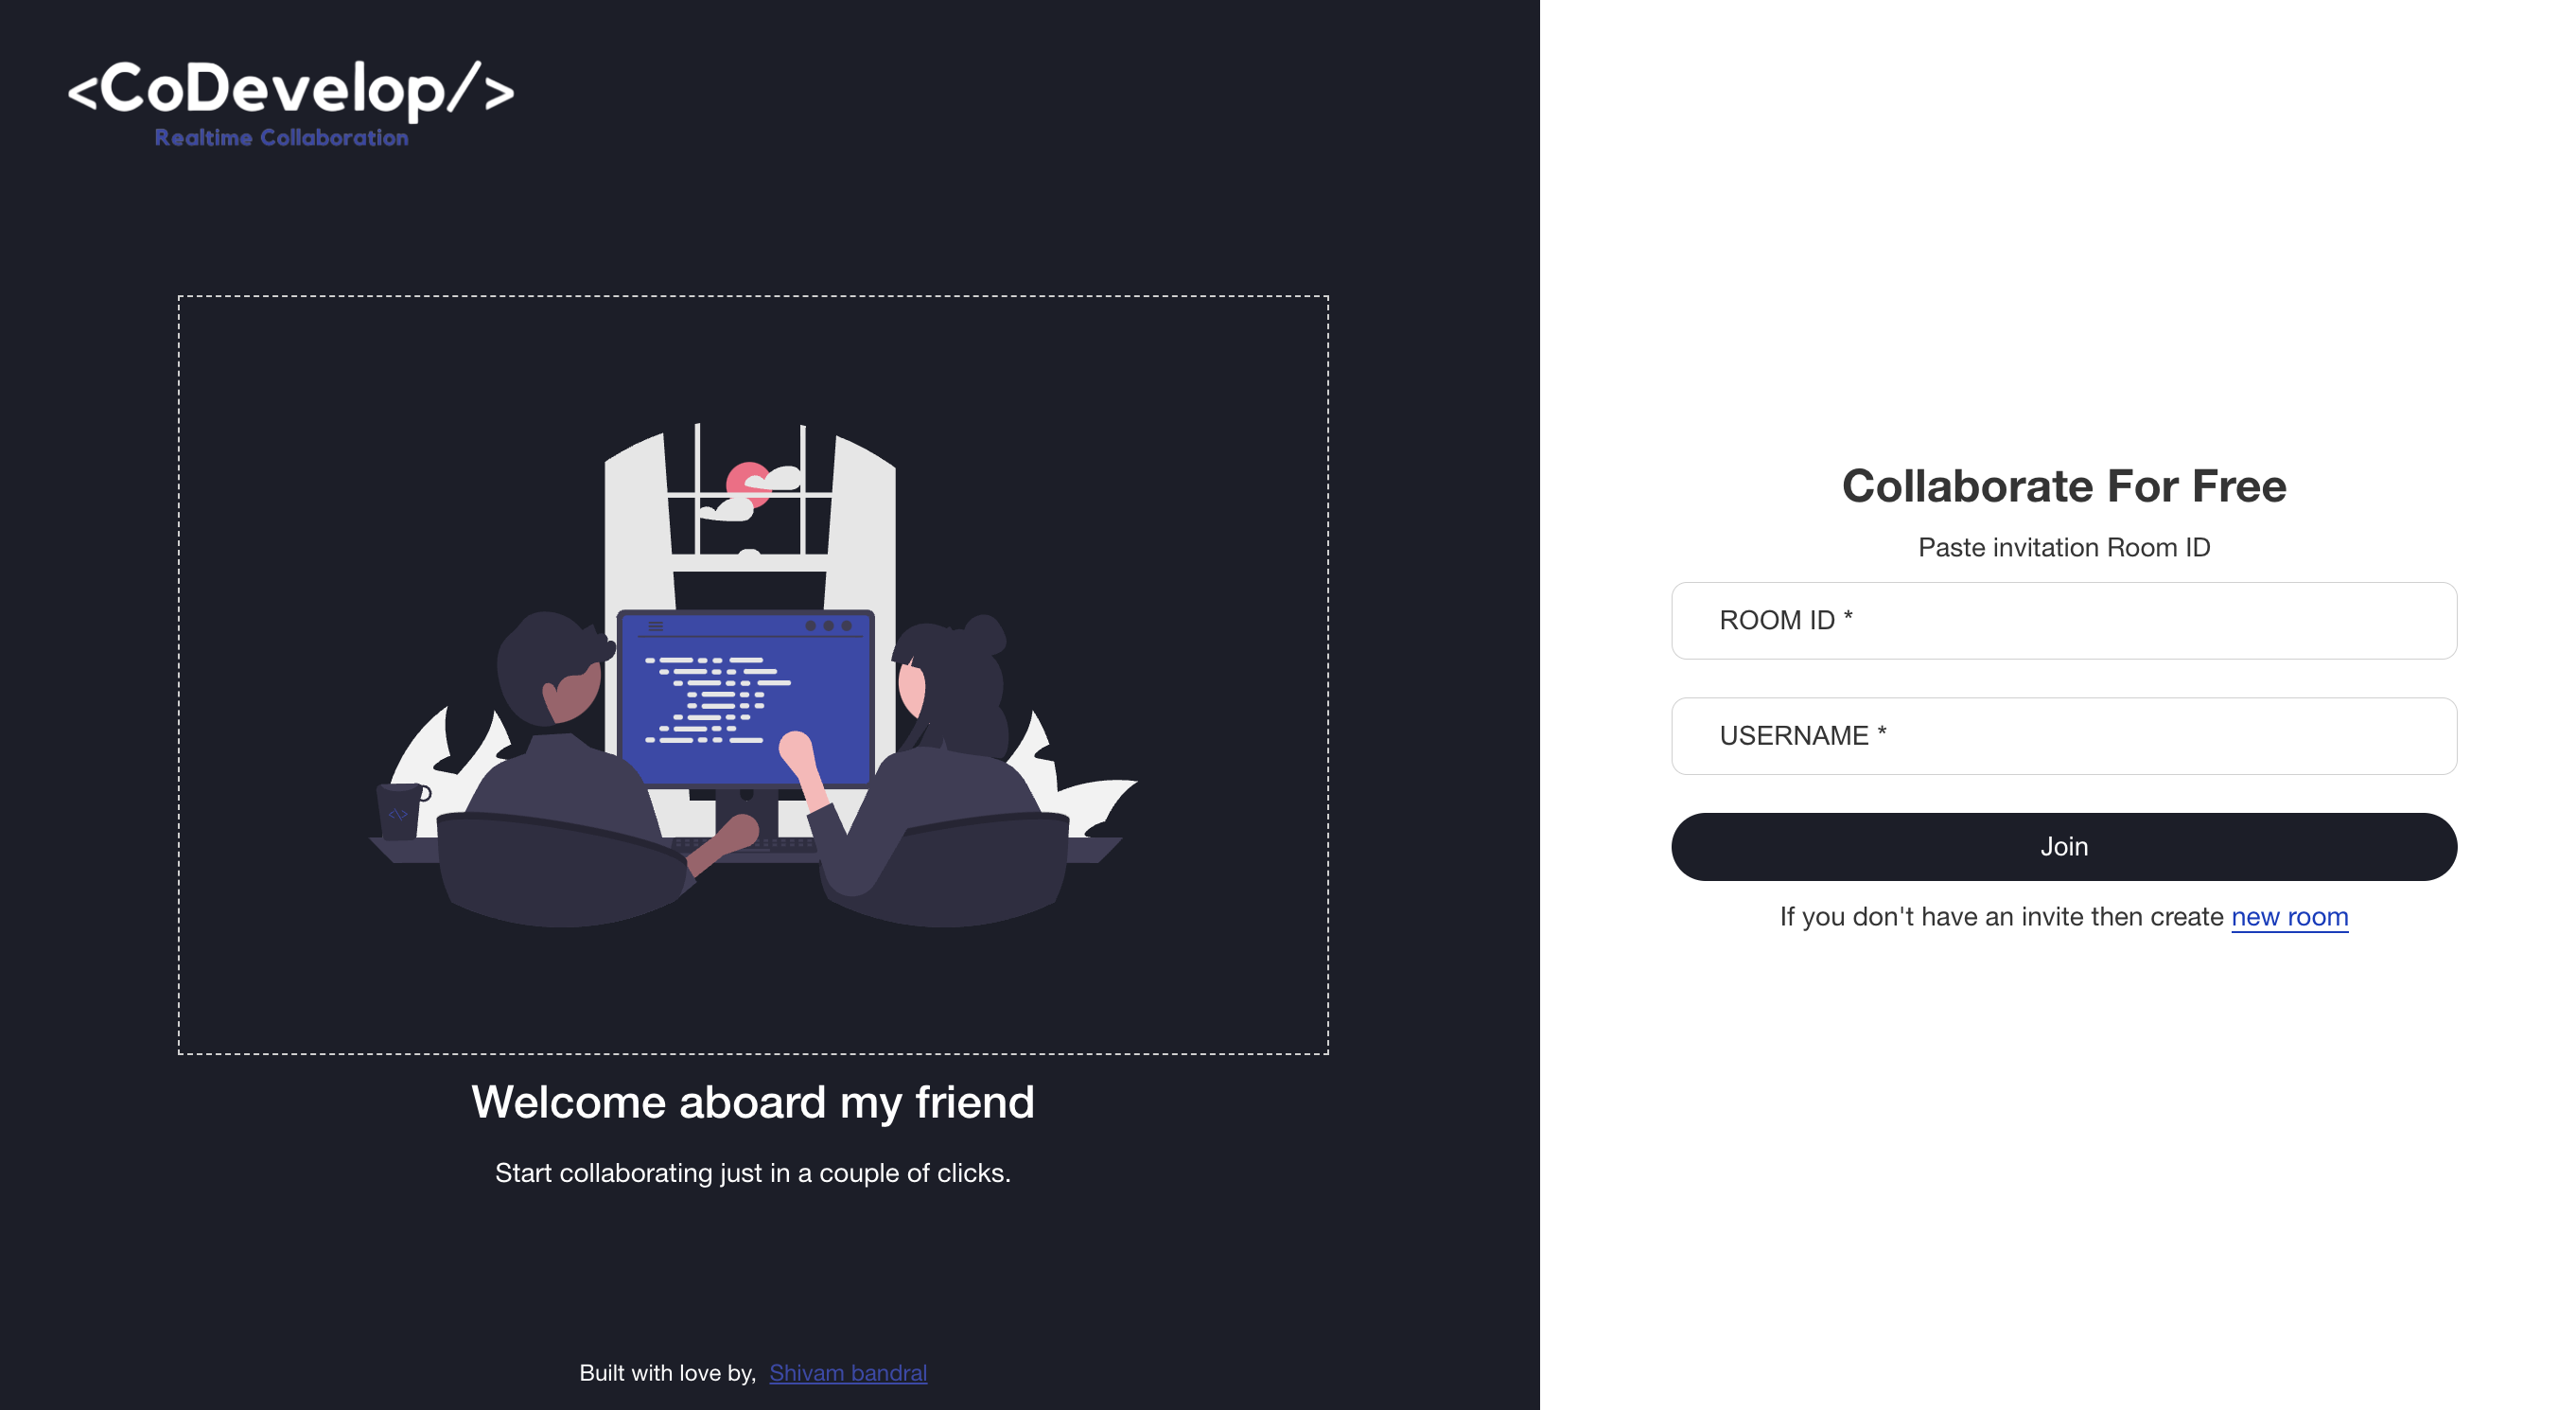 <CoDevelop/>
Realtime Collaboration
Welcome aboard my friend
Start collaborating just in a couple of clicks.
Built with love by, Shivam bandral
Collaborate For Free
Paste invitation Room ID
ROOM ID *
USERNAME *
Join
If you don't have an invite then create new room